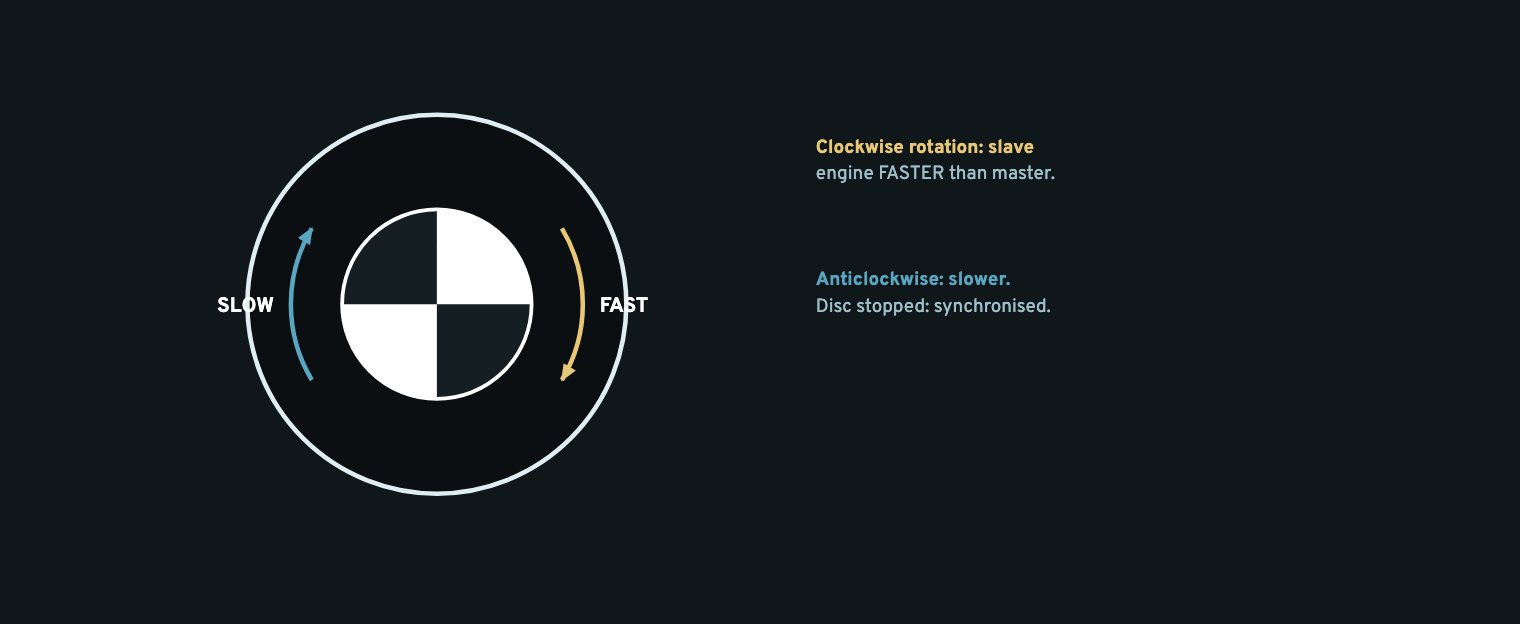 SLOW
FAST
Clockwise rotation: slave
engine FASTER than master.
Anticlockwise: slower.
Disc stopped: synchronised.